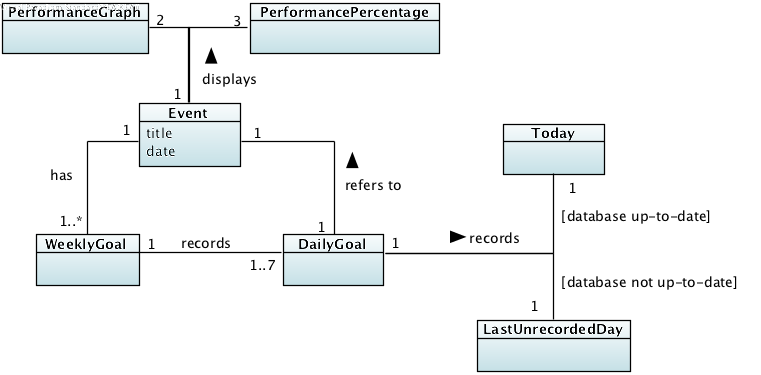 PerformanceGraph
2
3
PerformancePercentage
displays
1
Event
title
date
1
1
has
refers to
1..*
1
WeeklyGoal
1
records
1..7
DailyGoal
1
records
Today
1
[database up-to-date]
[database not up-to-date]
1
LastUnrecordedDay